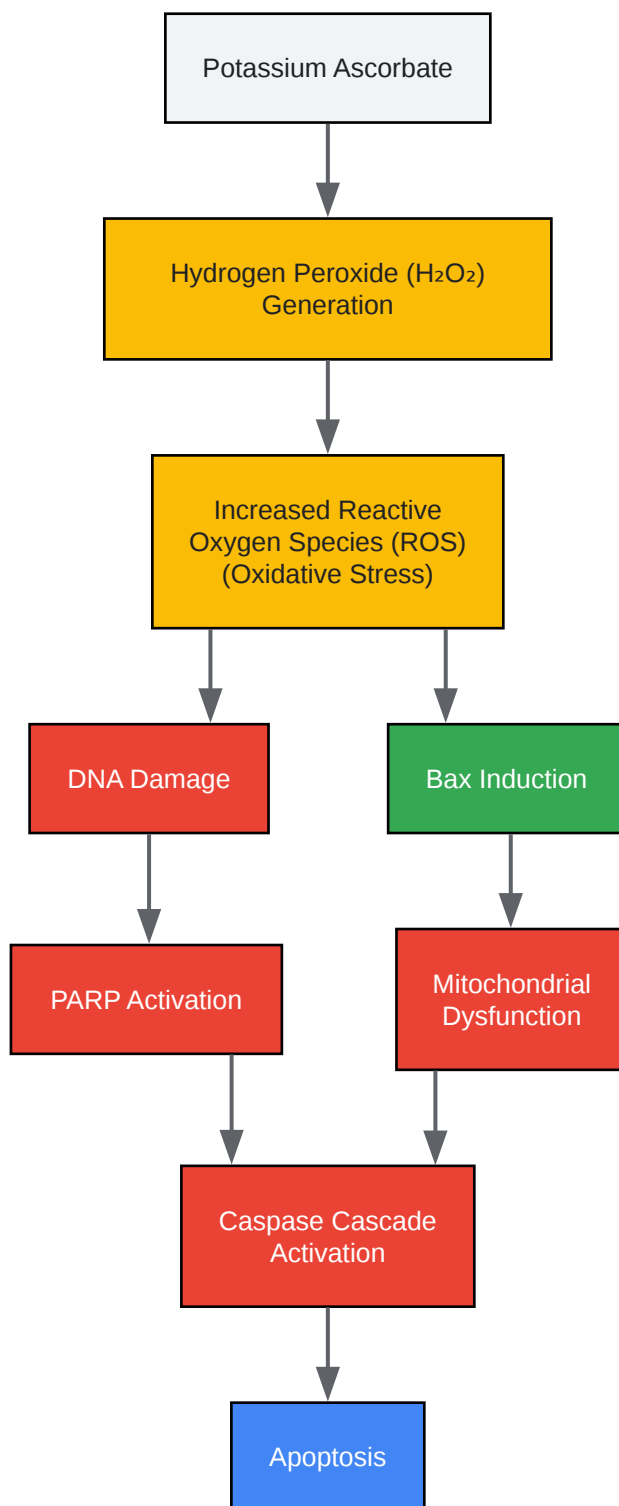 Potassium Ascorbate
Hydrogen Peroxide (H₂O₂)
Generation
Increased Reactive
Oxygen Species (ROS)
(Oxidative Stress)
DNA Damage
Bax Induction
PARP Activation
Mitochondrial
Dysfunction
Caspase Cascade
Activation
Apoptosis